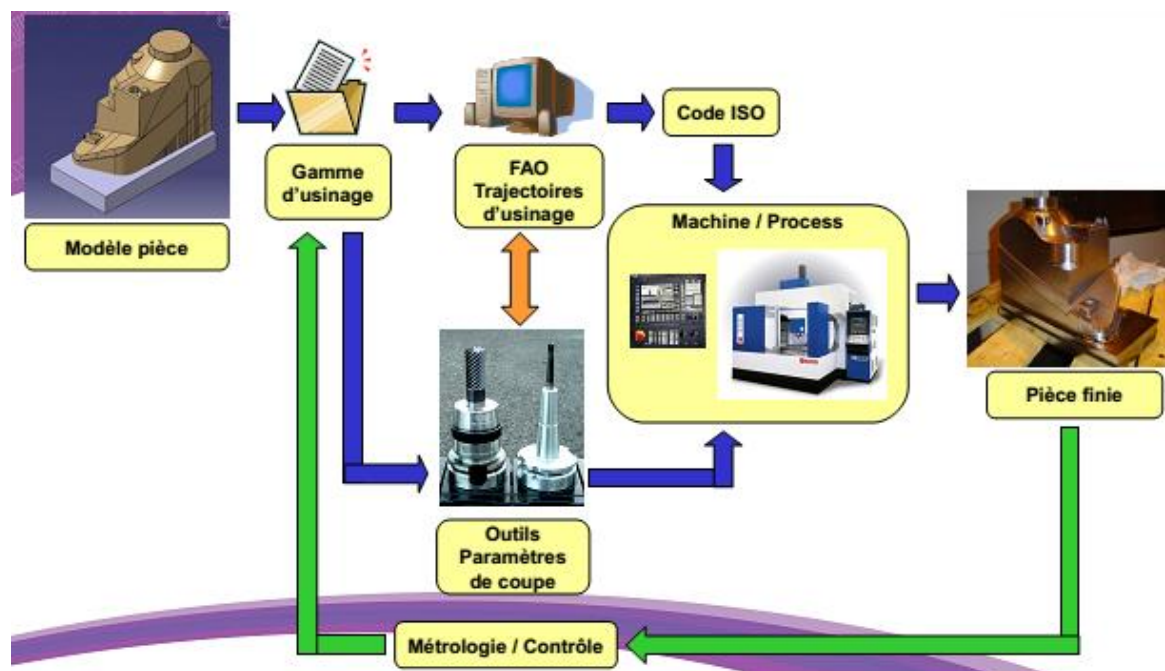 Modèle pièce
Gamme
d'usinage
FAO
Trajectoires
d'usinage
Code ISO
Machine / Process
Pièce finie
Outils
Paramètres
de coupe
Métrologie / Contrôle